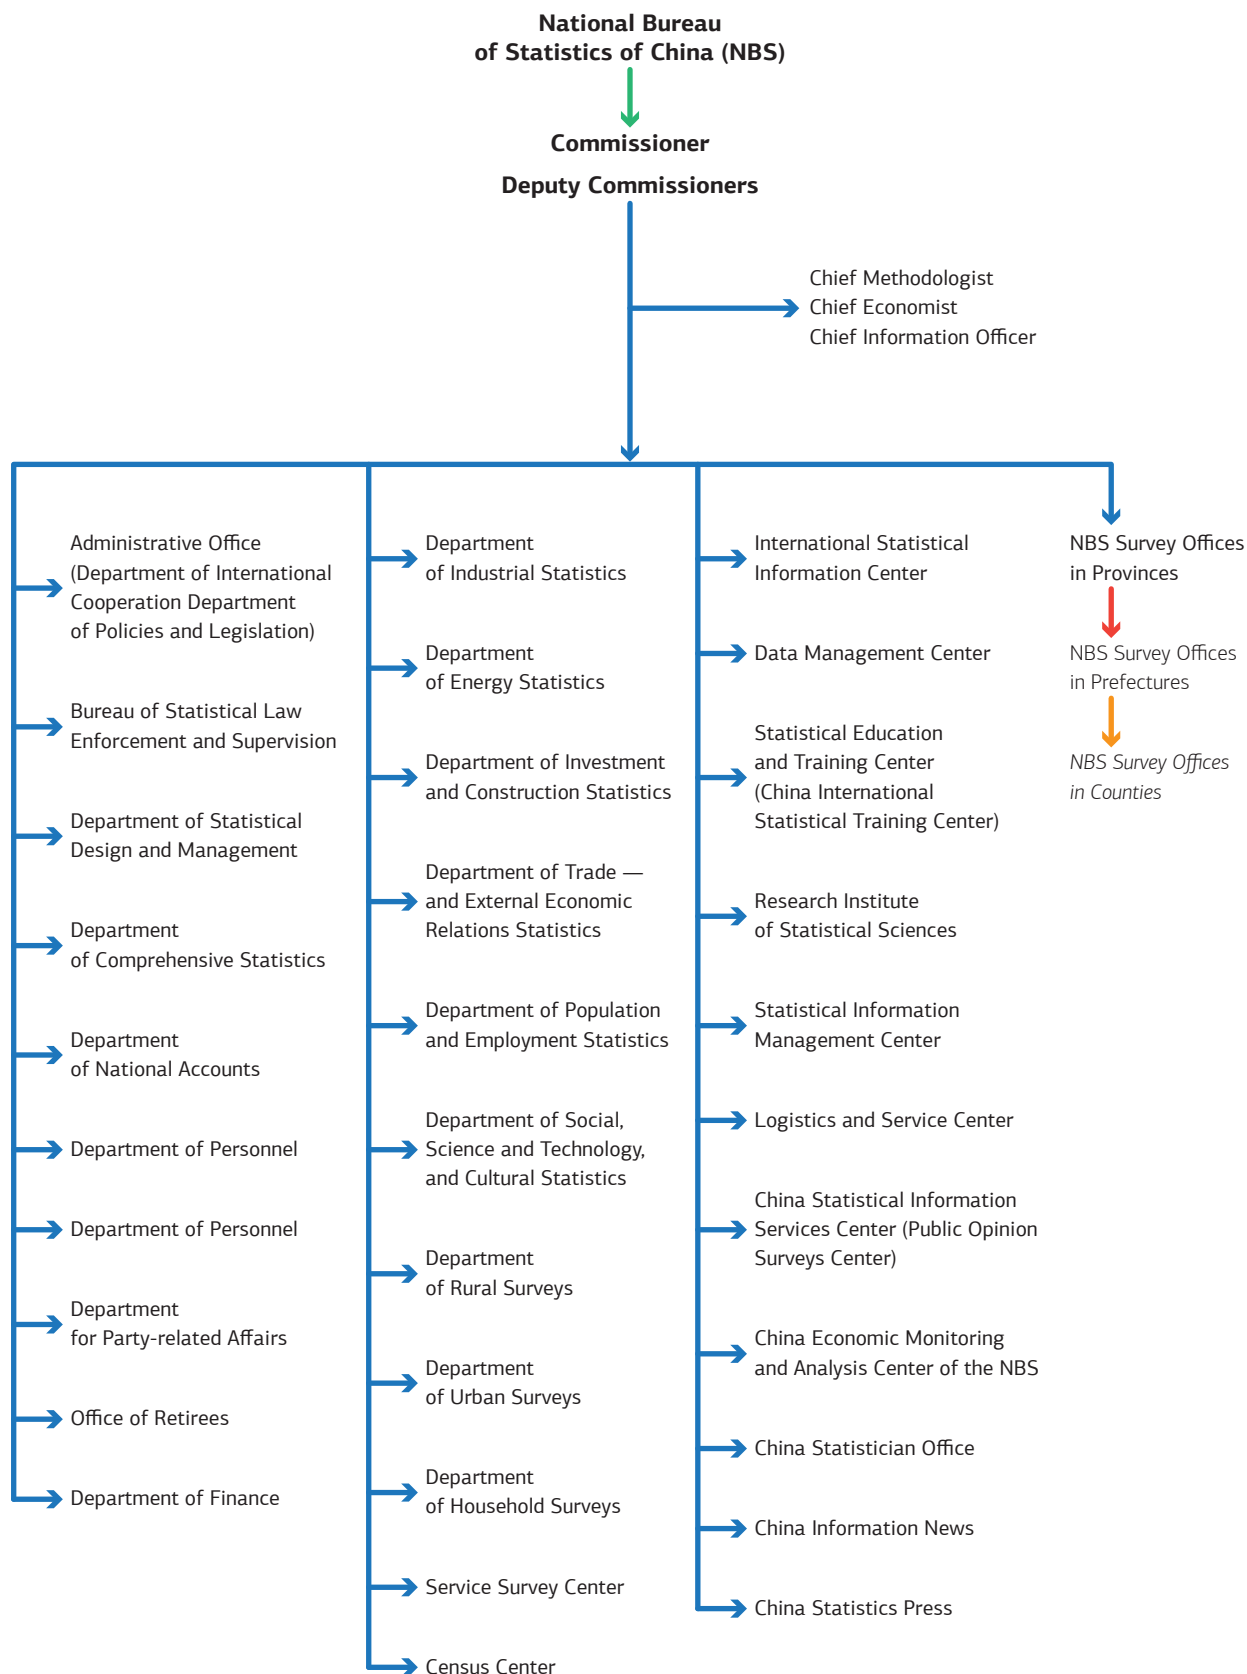 National Bureau
of Statistics of China (NBS)
Commissioner
Deputy Commissioners
Chief Methodologist
Chief Economist
Chief Information Officer
Administrative Office
(Department of International
Cooperation Department
of Policies and Legislation)
Bureau of Statistical Law
Enforcement and Supervision
Department of Statistical
Design and Management
Department
of Comprehensive Statistics
Department
of National Accounts
Department of Personnel
Department of Personnel
Department
for Party-related Affairs
Office of Retirees
Department of Finance
Department
of Industrial Statistics
Department
of Energy Statistics
Department of Investment
and Construction Statistics
Department of Trade —
and External Economic
Relations Statistics
Department of Population
and Employment Statistics
Department of Social,
Science and Technology,
and Cultural Statistics
Department
of Rural Surveys
Department
of Urban Surveys
Department
of Household Surveys
Service Survey Center
Census Center
International Statistical
Information Center
Data Management Center
Statistical Education
and Training Center
(China International
Statistical Training Center)
Research Institute
of Statistical Sciences
Statistical Information
Management Center
Logistics and Service Center
China Statistical Information
Services Center (Public Opinion
Surveys Center)
China Economic Monitoring
and Analysis Center of the NBS
China Statistician Office
China Information News
China Statistics Press
NBS Survey Offices
in Provinces
NBS Survey Offices
in Prefectures
NBS Survey Offices
in Counties